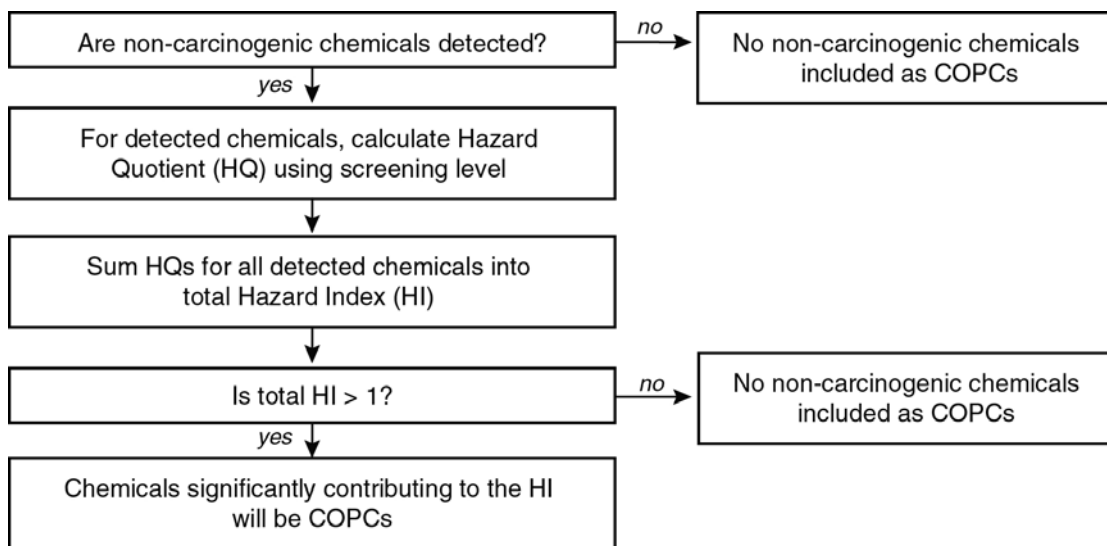 Are non-carcinogenic chemicals detected?
no
No non-carcinogenic chemicals
included as COPCs
yes
For detected chemicals, calculate Hazard
Quotient (HQ) using screening level
Sum HQs for all detected chemicals into
total Hazard Index (HI)
Is total HI > 1?
no
No non-carcinogenic chemicals
included as COPCs
yes
Chemicals significantly contributing to the HI
will be COPCs